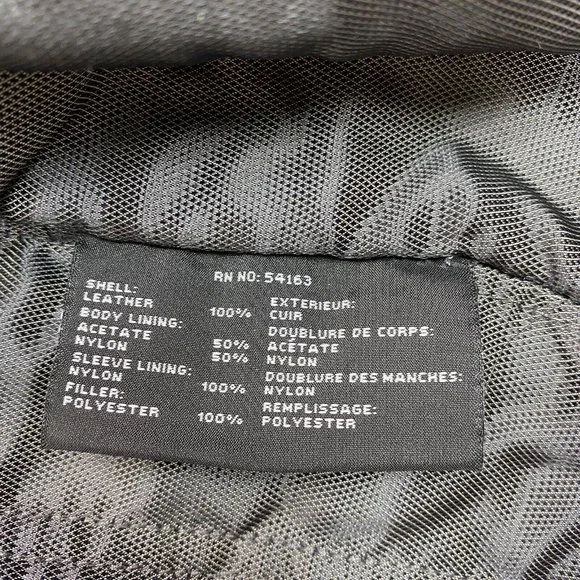 RN NO: 54163
SHELL:
LEATHER 100%
BODY LINING:
ACETATE 50%
NYLON 50%
SLEEVE LINING:
NYLON 100%
FILLER:
POLYESTER 100%
EXTERIEUR:
CUIR
DOUBLURE DE CORPS:
ACÉTATE
NYLON
DOUBLURE DES MANCHES:
NYLON
REMPLISSAGE:
POLYESTER